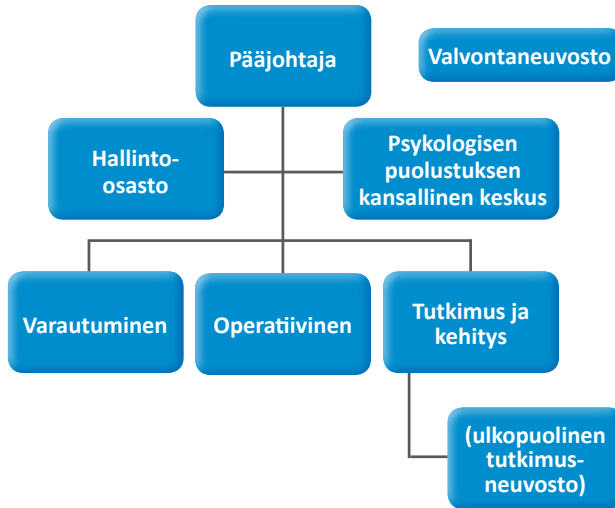 Pääjohtaja
Valvontaneuvosto
Hallinto-
osasto
Psykologisen
puolustuksen
kansallinen keskus
Varautuminen
Operatiivinen
Tutkimus ja
kehitys
(ulkopuolinen
tutkimus-
neuvosto)